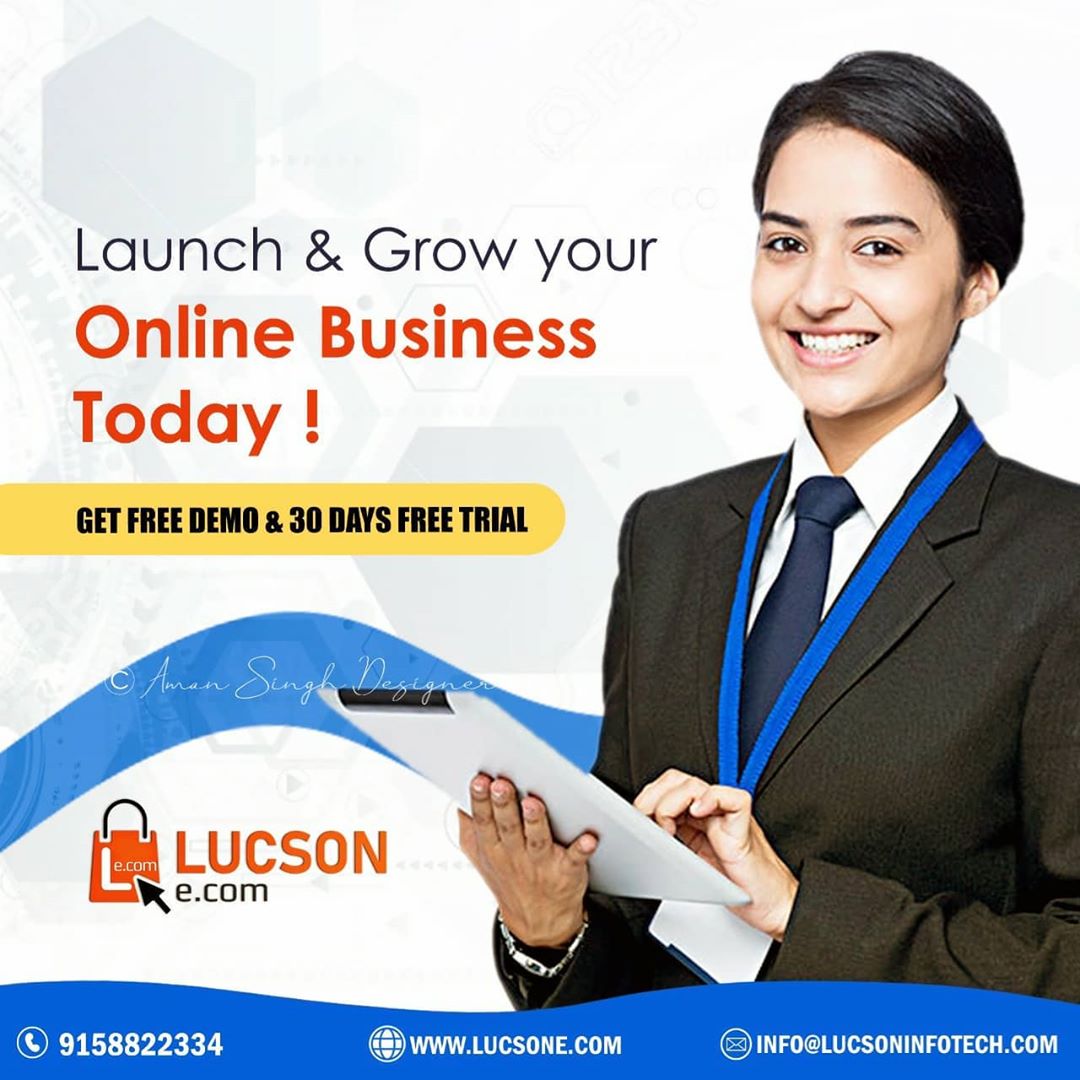 Launch & Grow your
Online Business
Today !
GET FREE DEMO & 30 DAYS FREE TRIAL
© Aman Singh Designer
e.com
LUCSON
e.com
9158822334
WWW.LUCSONE.COM
INFO@LUCSONINFOTECH.COM